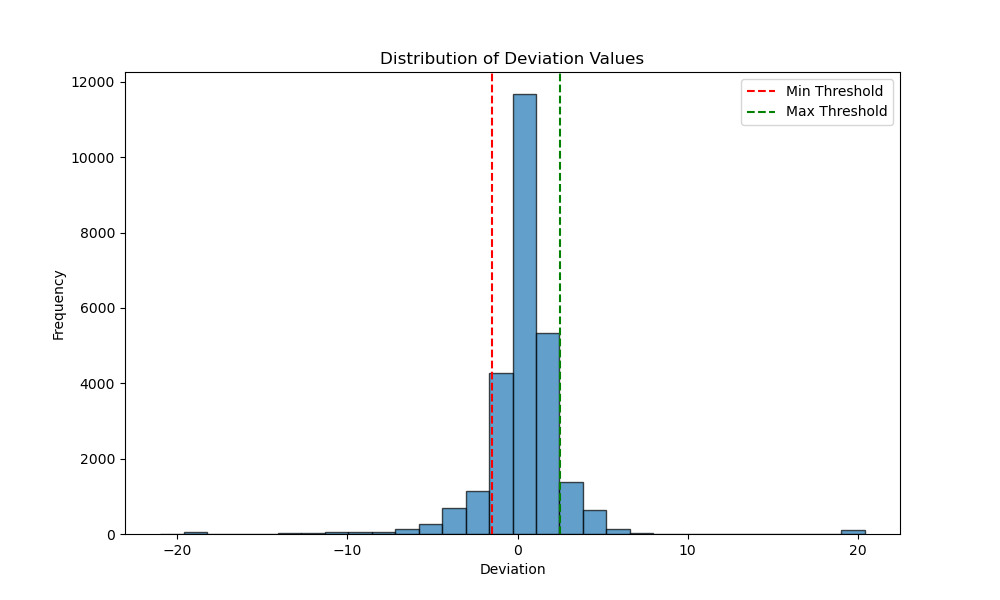 Distribution of Deviation Values
Min Threshold
Max Threshold
12000
10000
8000
6000
4000
2000
0
Frequency
−20
−10
0
10
20
Deviation